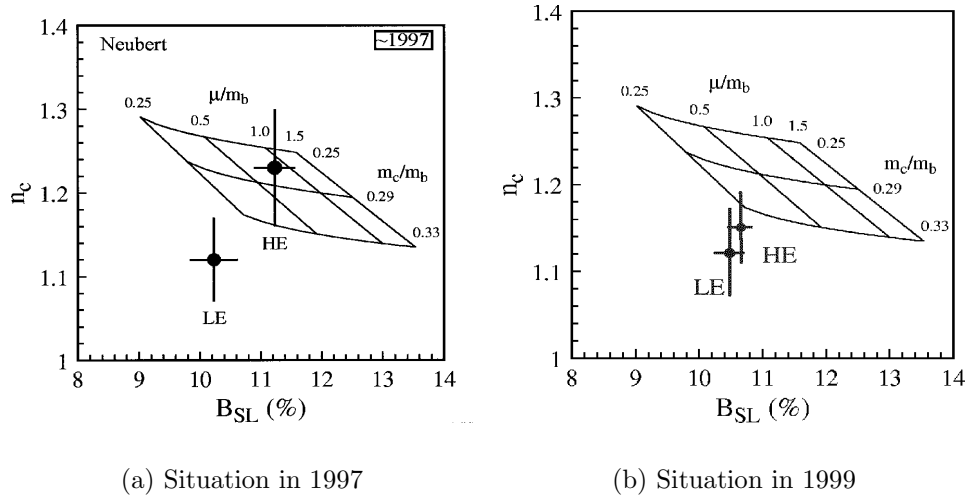 1.4
1.3
1.2
1.1
1
n_c
Neubert
~1997
μ/m_b
0.25
0.5
1.0
1.5
0.25
m_c/m_b
0.29
0.33
HE
LE
8 9 10 11 12 13 14
B_SL (%)
(a) Situation in 1997
1.4
1.3
1.2
1.1
1
n_c
μ/m_b
0.25
0.5
1.0
1.5
0.25
m_c/m_b
0.29
0.33
HE
LE
8 9 10 11 12 13 14
B_SL (%)
(b) Situation in 1999